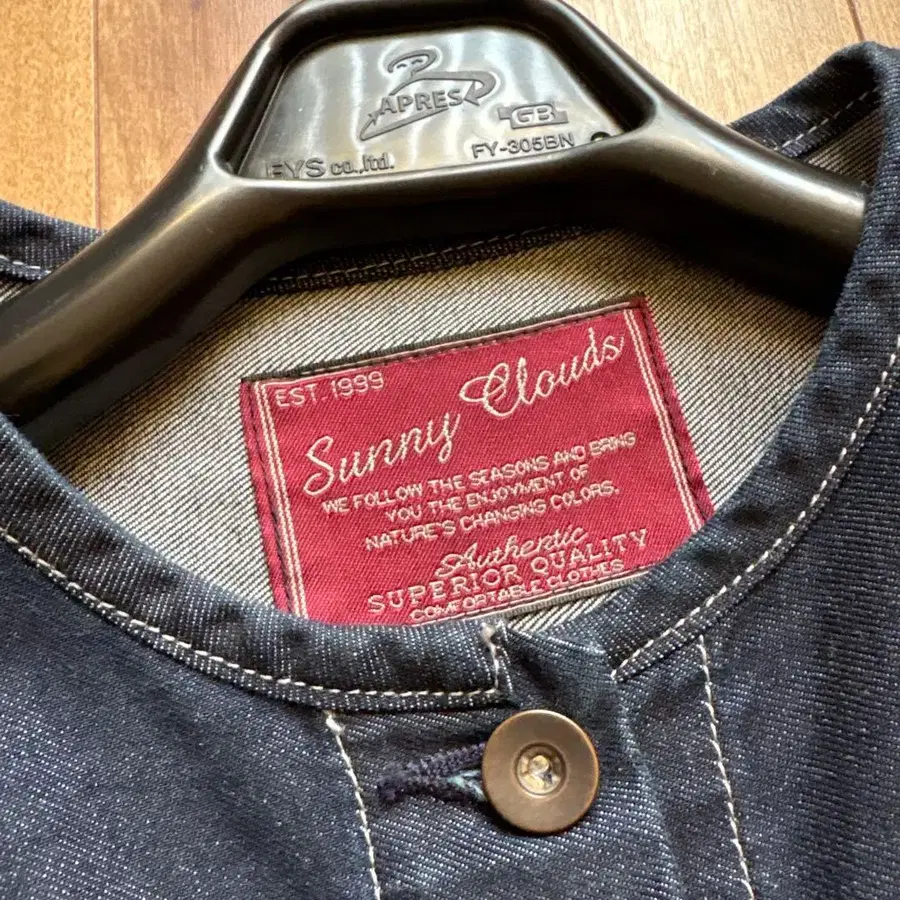 APRES
GB
FYS co.,ltd.
FY-305BN
EST. 1999
Sunny Clouds
WE FOLLOW THE SEASONS AND BRING
YOU THE ENJOYMENT OF
NATURE'S CHANGING COLORS.
Authentic
SUPERIOR QUALITY
COMFORTABLE CLOTHES